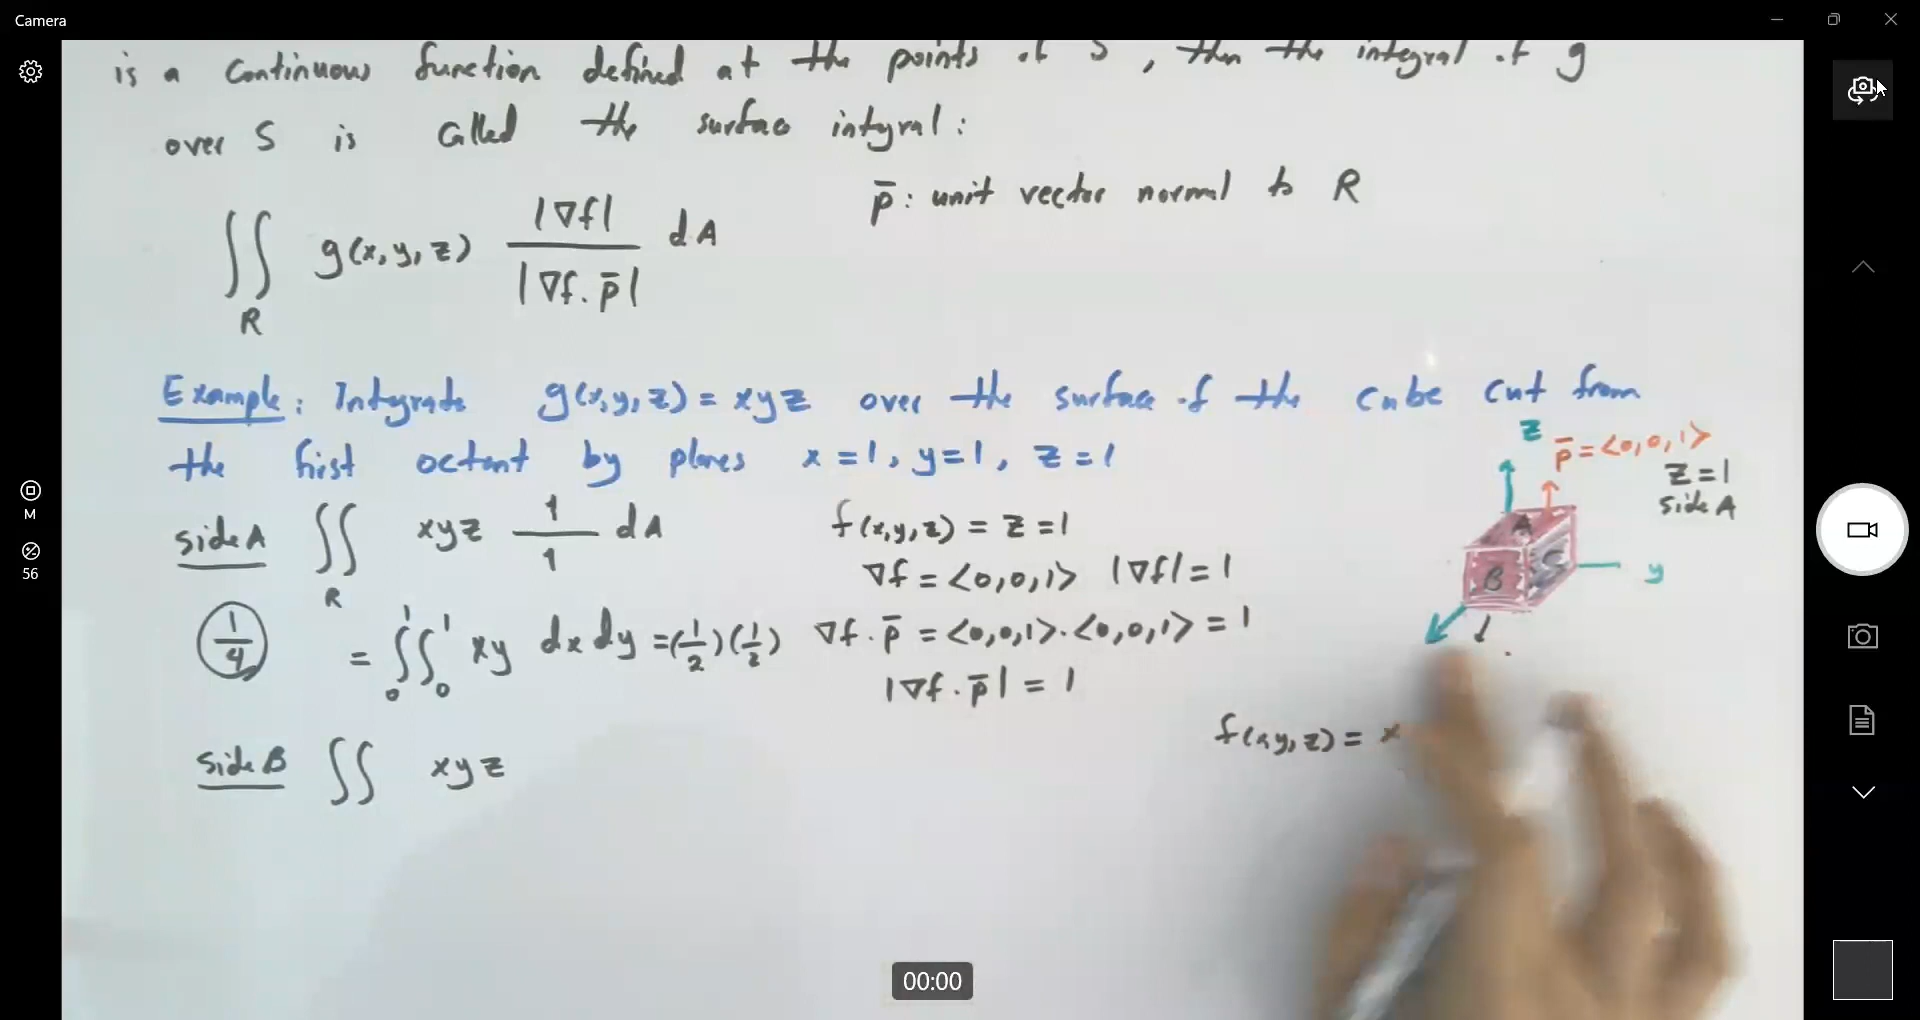 Camera
is a continuous function defined at the points of S, then the integral of g
over S is called the surface integral:
p̄: unit vector normal to R
∬ g(x,y,z) |∇f| / |∇f.p̄| dA
R
Example: Integrate g(x,y,z) = xyz over the surface of the cube cut from
the first octant by planes x=1, y=1, z=1
z
p̄=<0,0,1>
z=1
side A
side A ∬ xyz 1/1 dA
R
f(x,y,z) = z =1
∇f = <0,0,1> |∇f|=1
A
B
C
y
1/4
= ∫₀¹∫₀¹ xy dx dy =(1/2)(1/2)
∇f.p̄ = <0,0,1>.<0,0,1> = 1
|∇f.p̄| = 1
f(x,y,z) = x
side B ∬ xyz
M
56
00:00